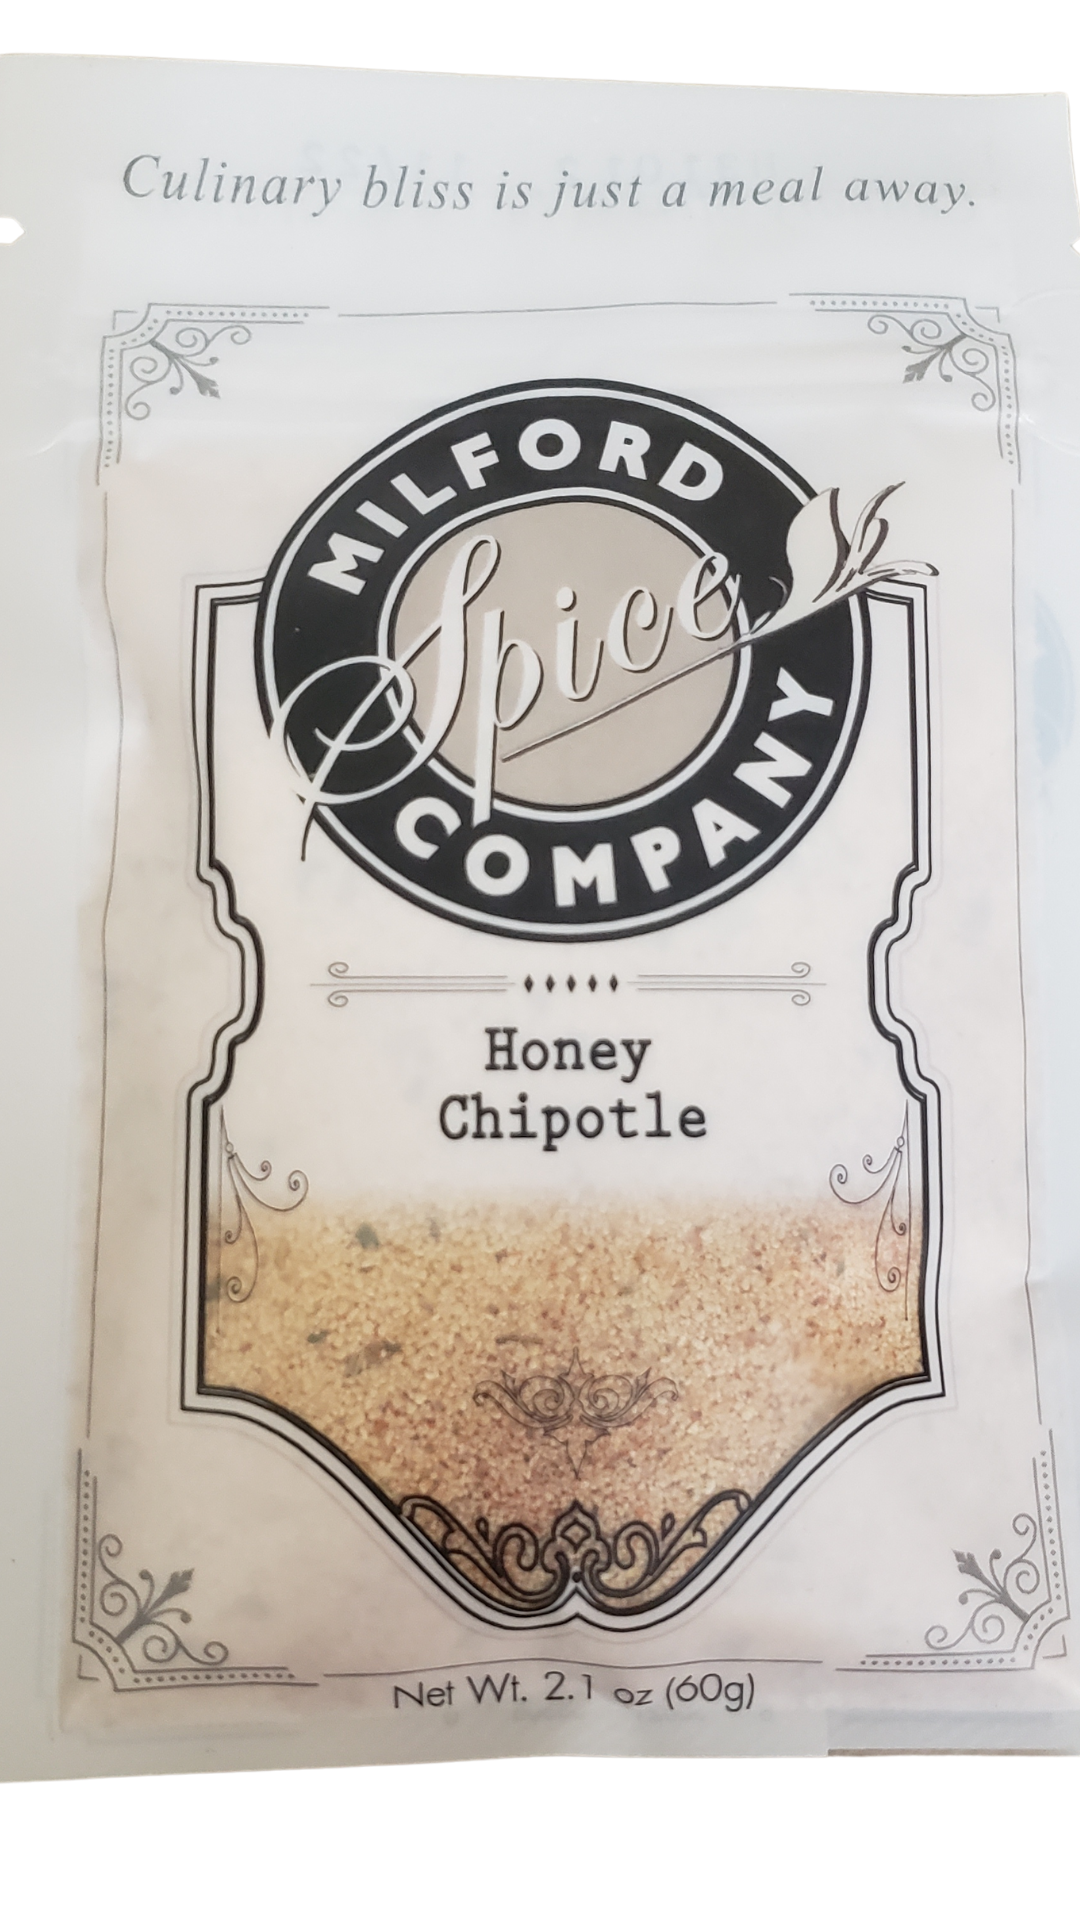 Culinary bliss is just a meal away.
MILFORD
Spice
COMPANY
Honey
Chipotle
Net Wt. 2.1 oz (60g)